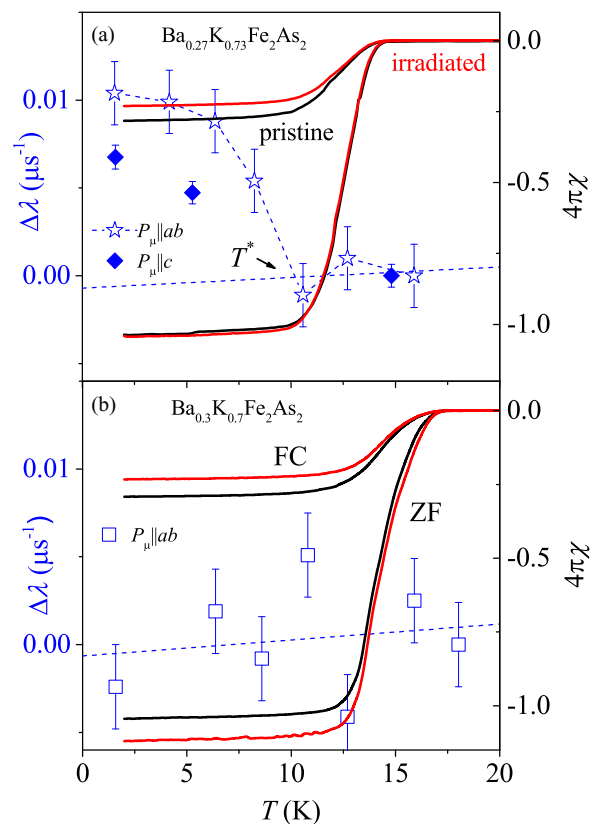 (a) Ba0.27K0.73Fe2As2
0.00
irradiated
0.01
pristine
Δλ (μs-1)
-0.5
4πχ
Pμ||ab
T*
Pμ||c
0.00
-1.0
(b) Ba0.3K0.7Fe2As2
0.0
FC
0.01
ZF
Δλ (μs-1)
-0.5
4πχ
Pμ||ab
0.00
-1.0
0 5 10 15 20
T (K)